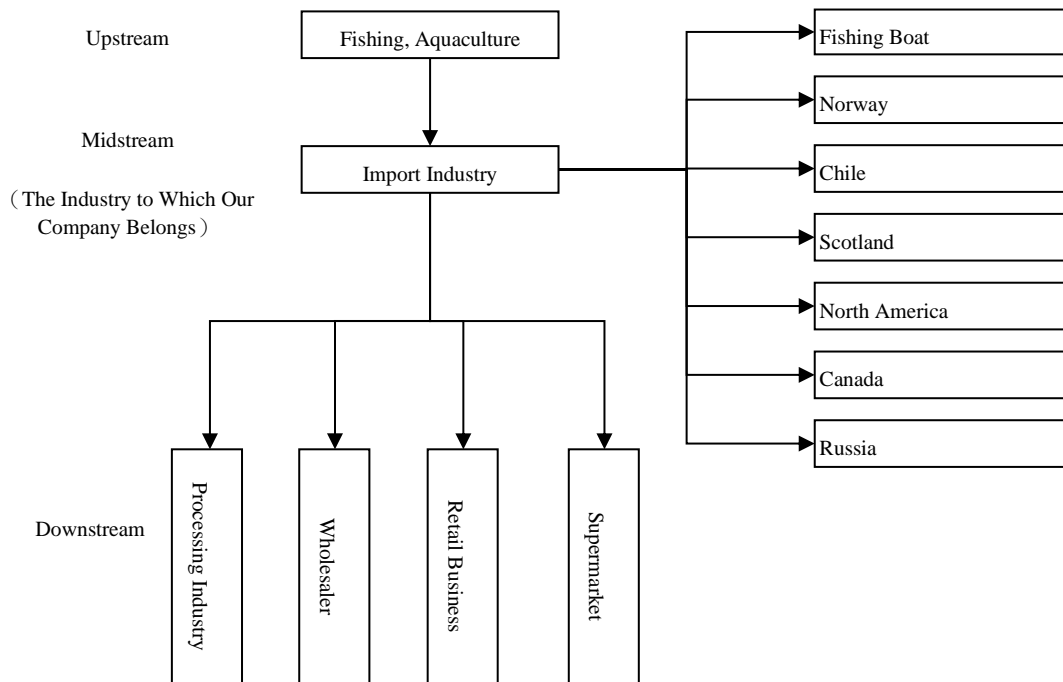 Upstream
Fishing, Aquaculture
Fishing Boat
Norway
Midstream
Import Industry
Chile
（The Industry to Which Our
Company Belongs）
Scotland
North America
Canada
Russia
Downstream
Processing Industry
Wholesaler
Retail Business
Supermarket